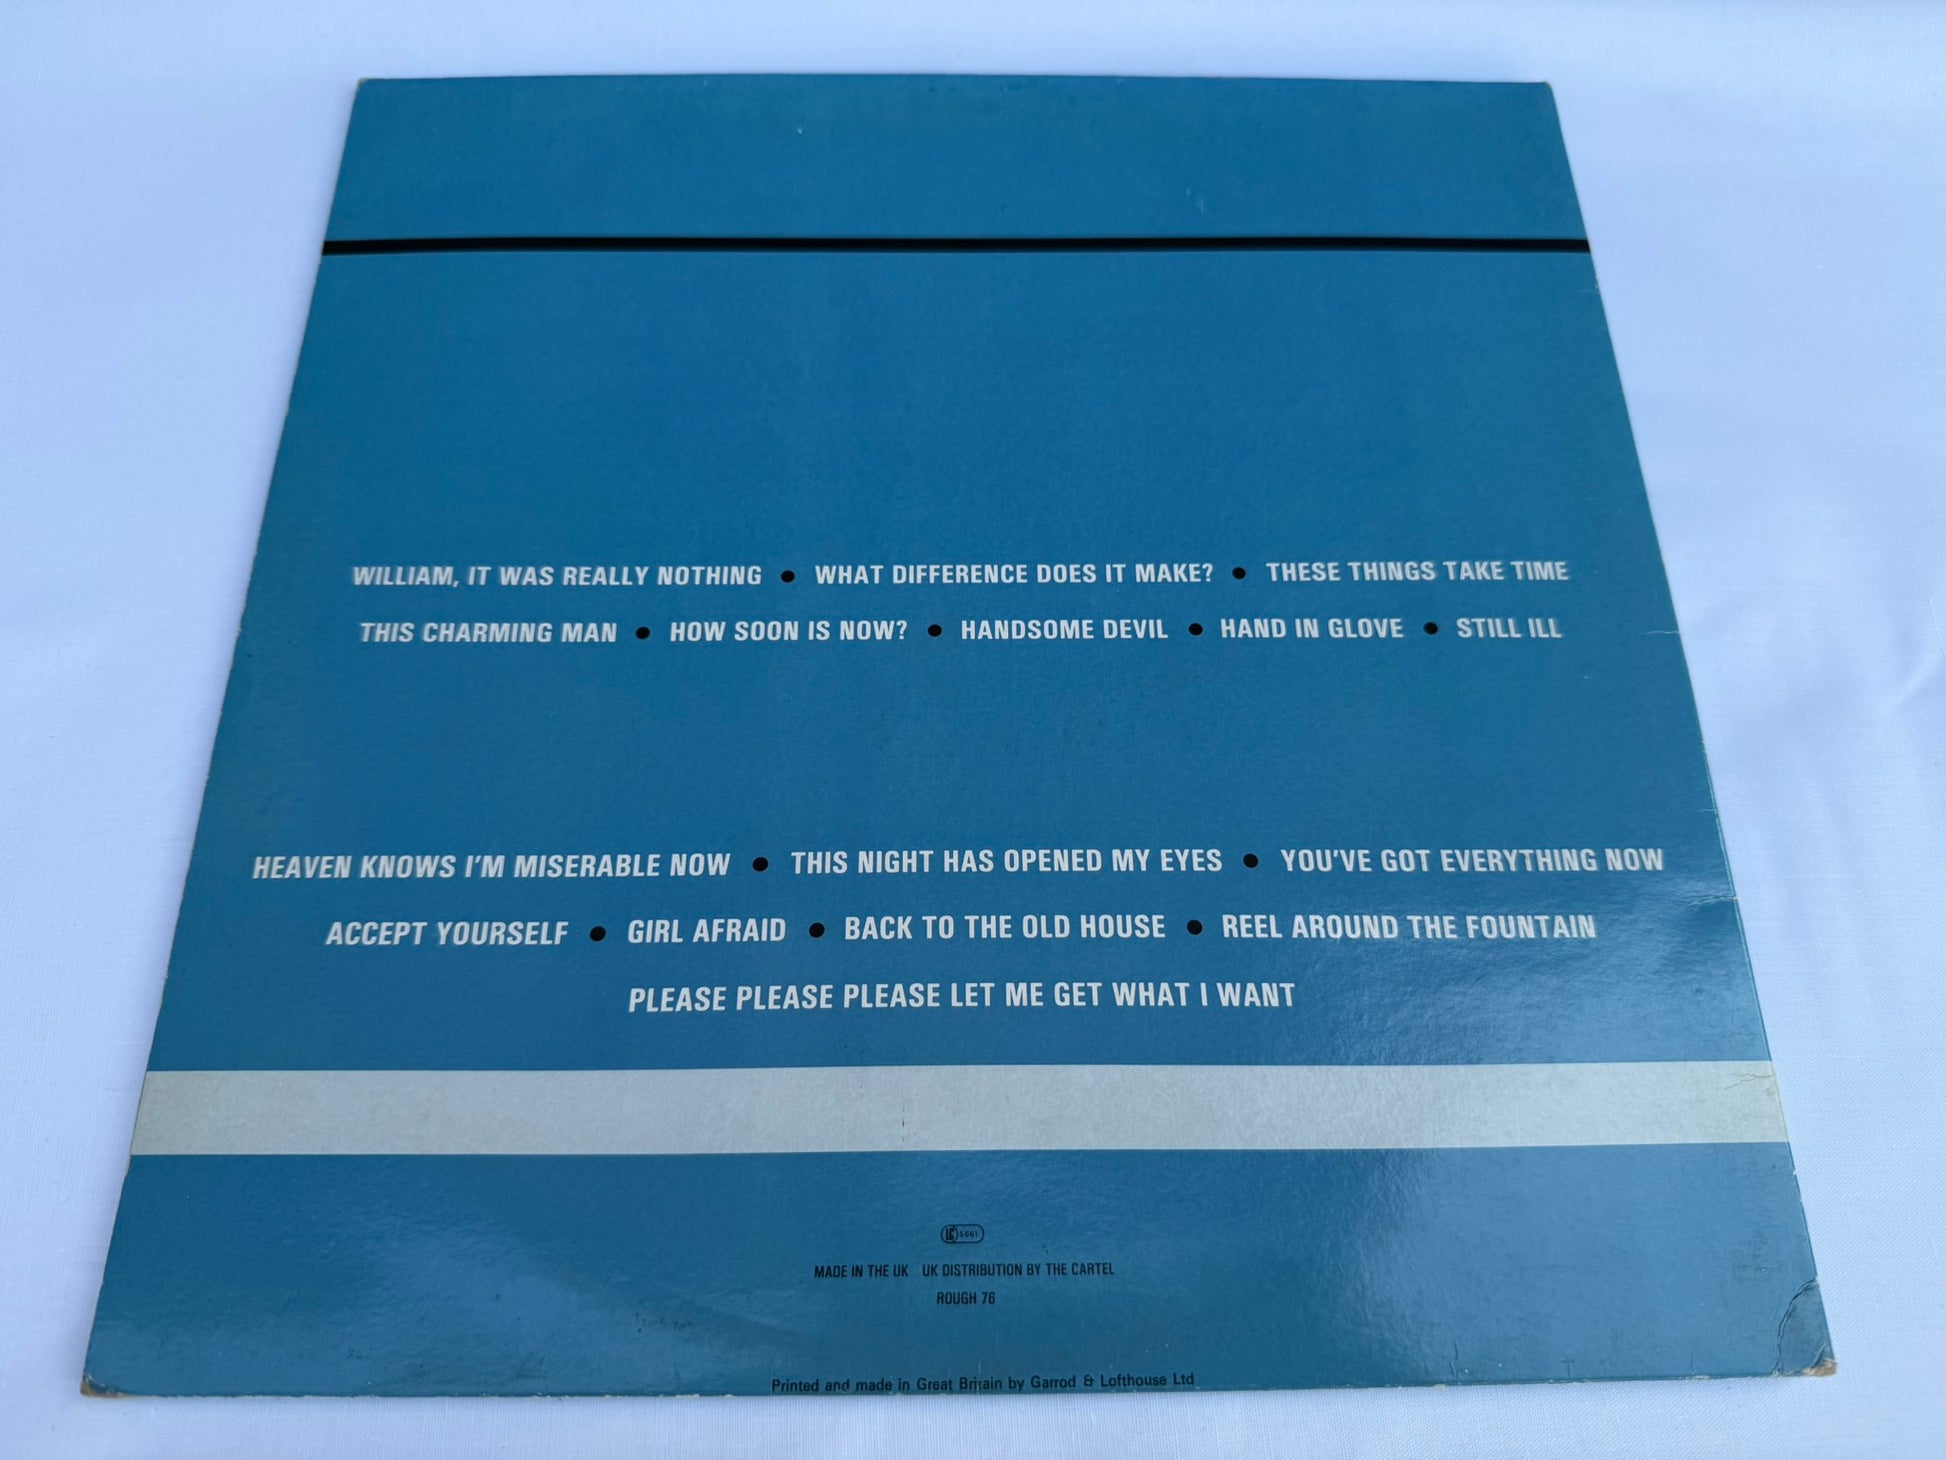 WILLIAM, IT WAS REALLY NOTHING ● WHAT DIFFERENCE DOES IT MAKE? ● THESE THINGS TAKE TIME
THIS CHARMING MAN ● HOW SOON IS NOW? ● HANDSOME DEVIL ● HAND IN GLOVE ● STILL ILL
HEAVEN KNOWS I'M MISERABLE NOW ● THIS NIGHT HAS OPENED MY EYES ● YOU'VE GOT EVERYTHING NOW
ACCEPT YOURSELF ● GIRL AFRAID ● BACK TO THE OLD HOUSE ● REEL AROUND THE FOUNTAIN
PLEASE PLEASE PLEASE LET ME GET WHAT I WANT
LC 5661
MADE IN THE UK UK DISTRIBUTION BY THE CARTEL
ROUGH 76
Printed and made in Great Britain by Garrod & Lofthouse Ltd